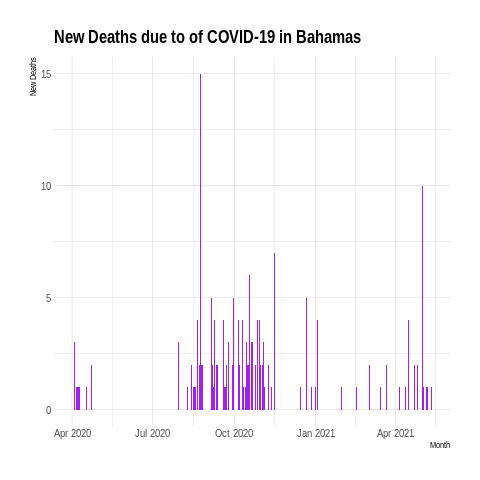 New Deaths due to of COVID-19 in Bahamas
New Deaths
15
10
5
0
Apr 2020 Jul 2020 Oct 2020 Jan 2021 Apr 2021
Month